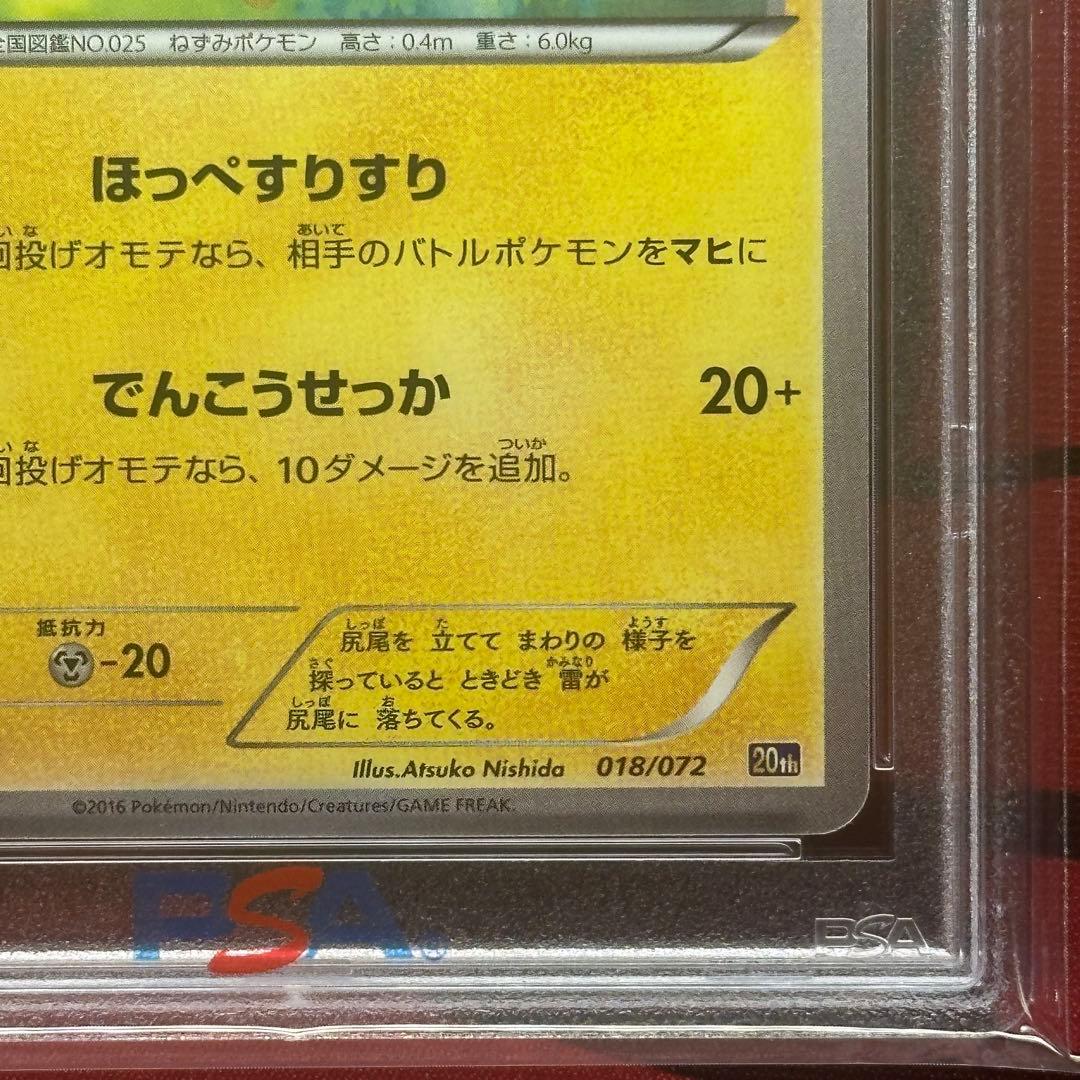 全国図鑑NO.025 ねずみポケモン 高さ:0.4m 重さ:6.0kg
ほっぺすりすり
回投げオモテなら、相手のバトルポケモンをマヒに
でんこうせっか 20+
回投げオモテなら、10ダメージを追加。
抵抗力
-20
尻尾を 立てて まわりの 様子を
探っていると ときどき 雷が
尻尾に 落ちてくる。
Illus.Atsuko Nishida 018/072 20th
©2016 Pokémon/Nintendo/Creatures/GAME FREAK.
PSA®
PSA